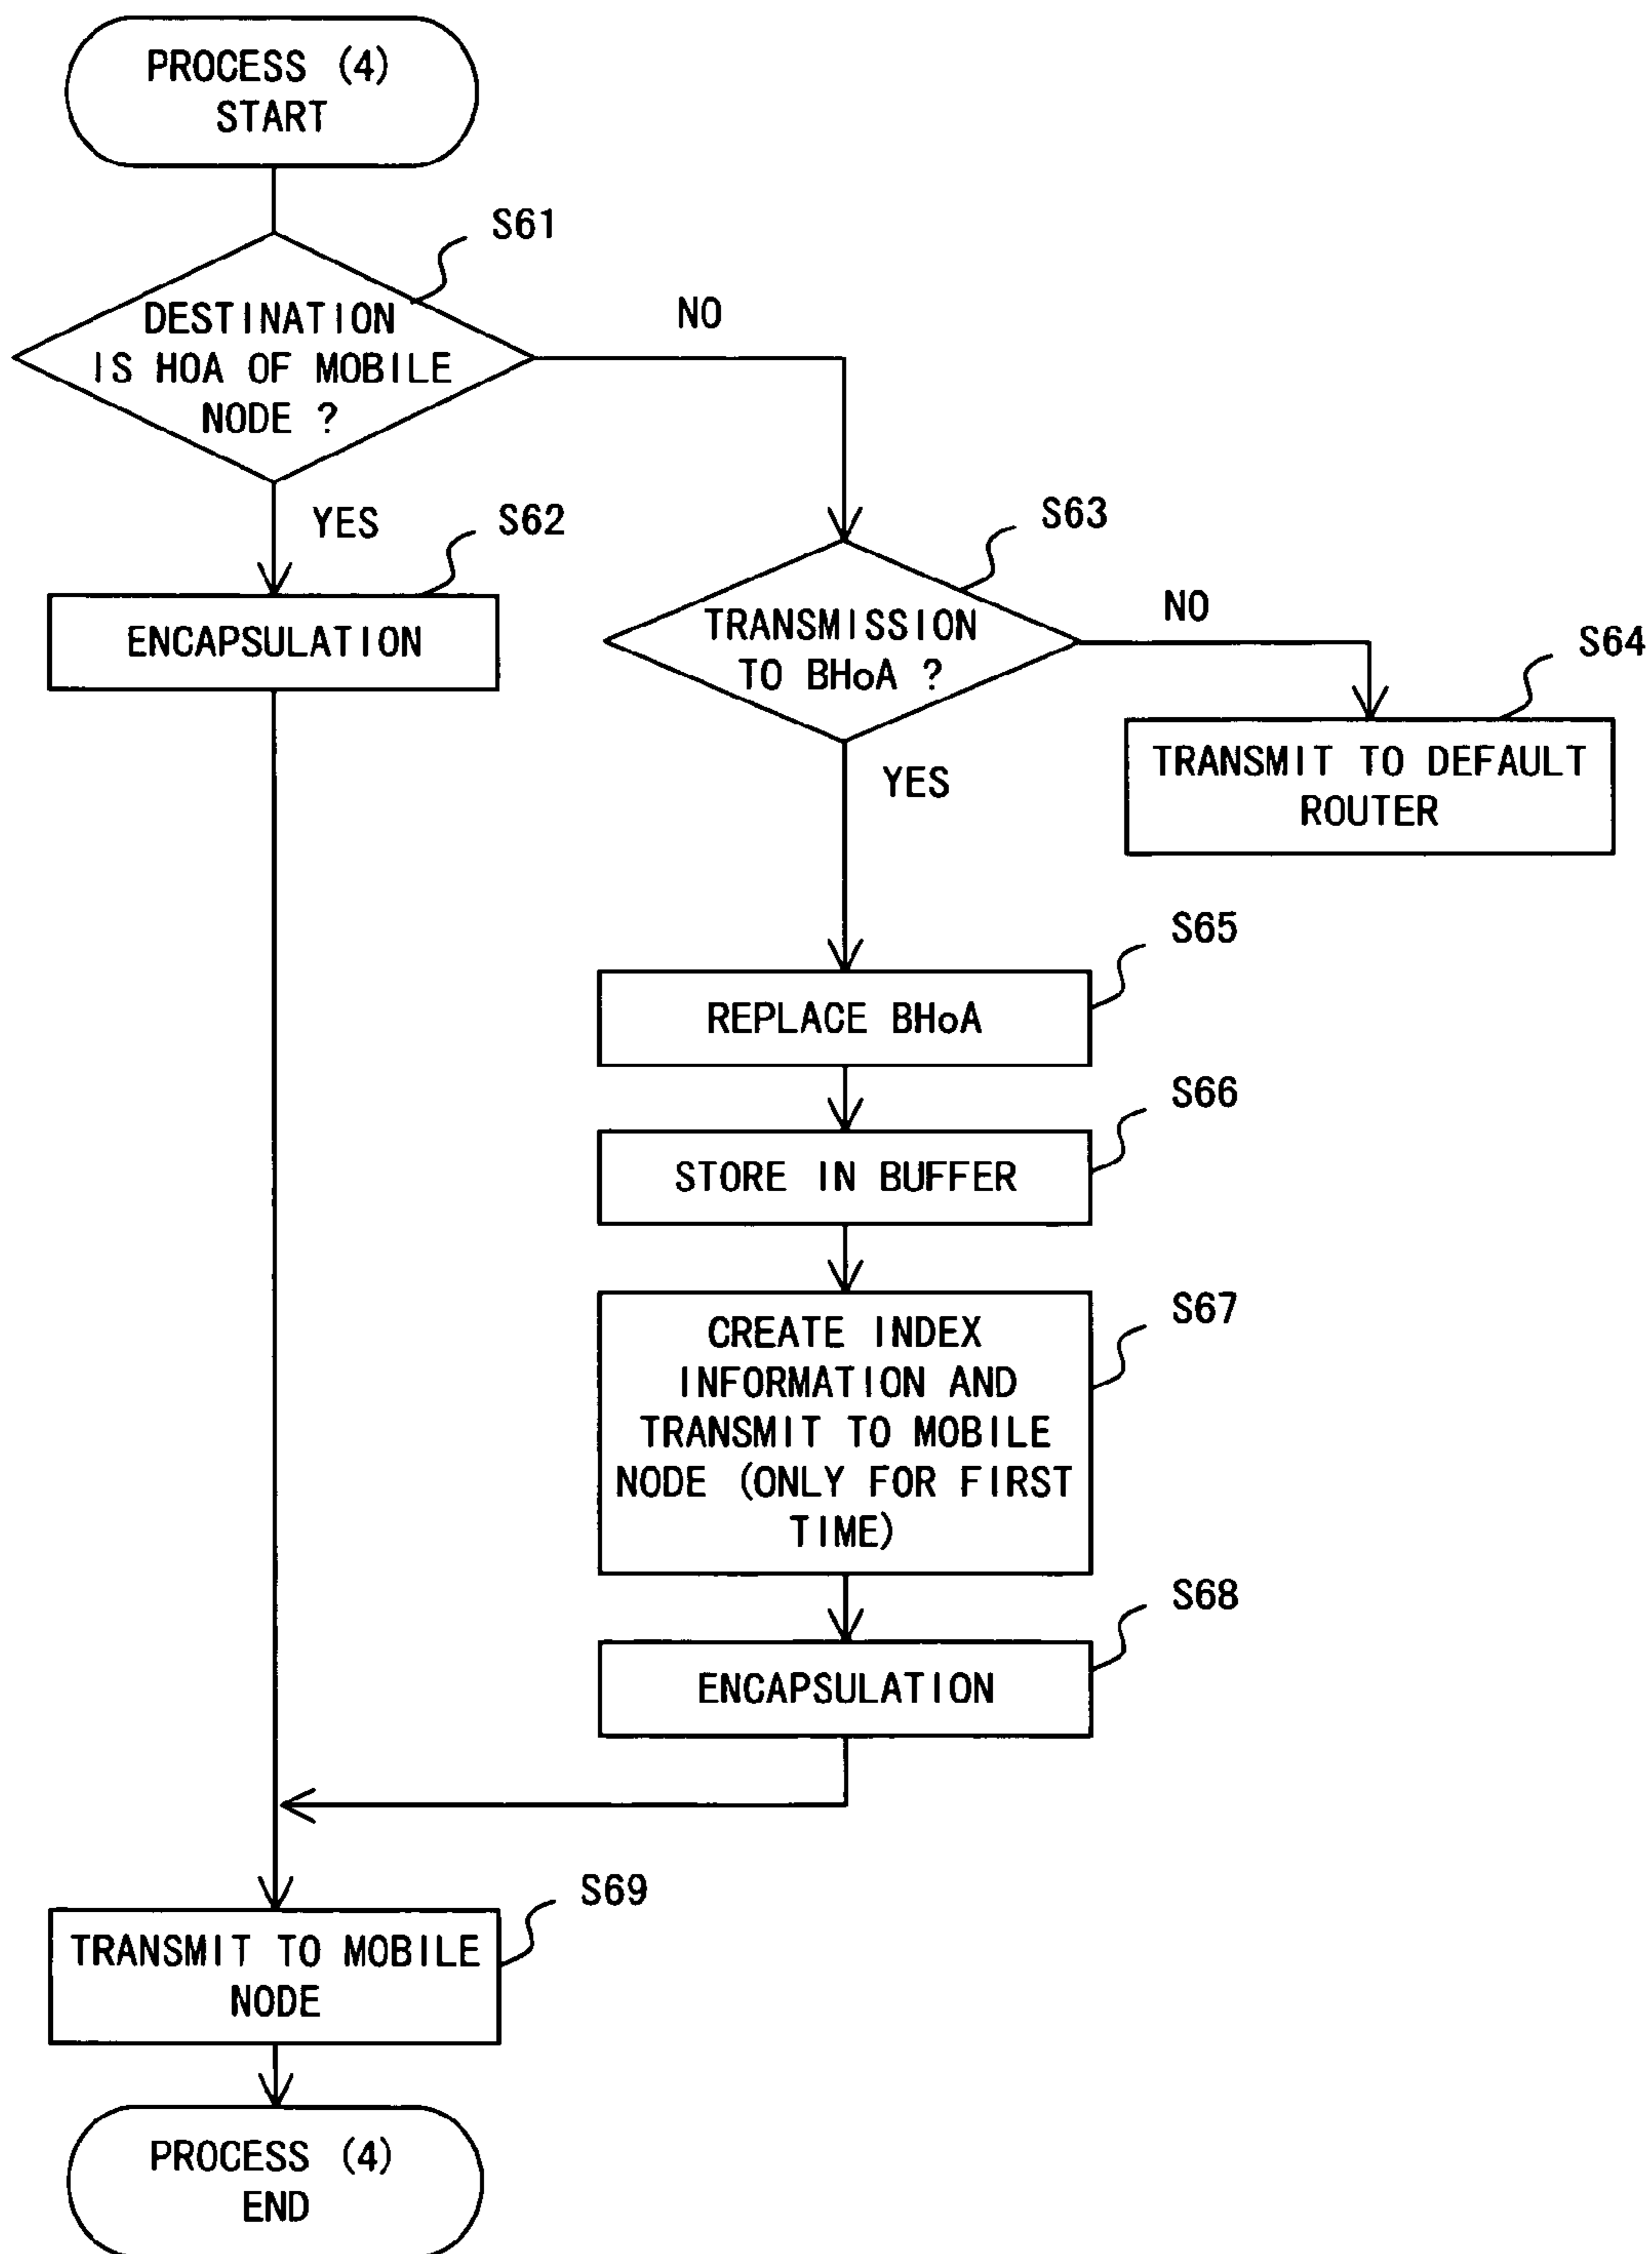 PROCESS (4)
START
S61
DESTINATION
IS HOA OF MOBILE
NODE ?
NO
YES
S62
ENCAPSULATION
S63
TRANSMISSION
TO BHoA ?
NO
S64
TRANSMIT TO DEFAULT
ROUTER
YES
S65
REPLACE BHoA
S66
STORE IN BUFFER
S67
CREATE INDEX
INFORMATION AND
TRANSMIT TO MOBILE
NODE (ONLY FOR FIRST
TIME)
S68
ENCAPSULATION
S69
TRANSMIT TO MOBILE
NODE
PROCESS (4)
END